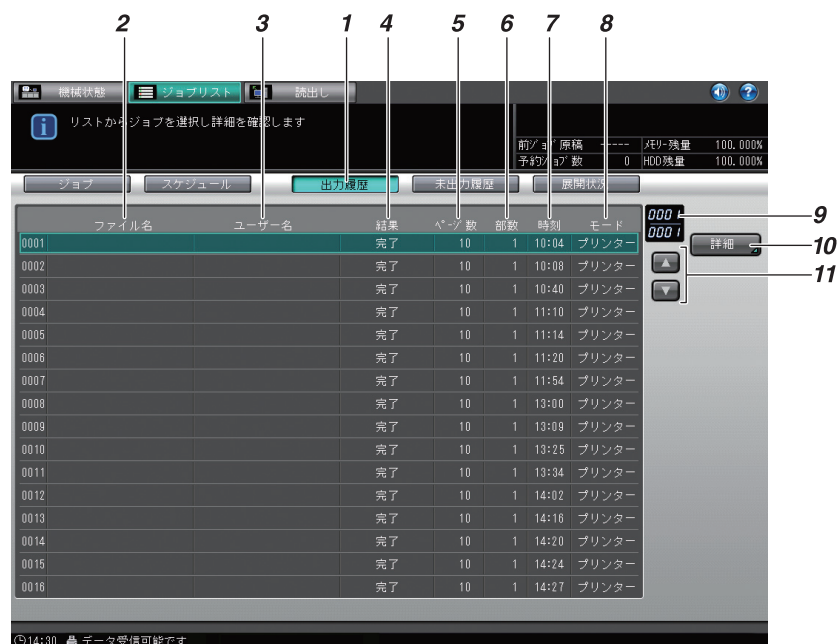 2 3 1 4 5 6 7 8
機械状態 ジョブリスト 読出し
リストからジョブを選択し詳細を確認します
前ジョブ原稿 ----- メモリー残量 100.000%
予約ジョブ数 0 HDD残量 100.000%
ジョブ スケジュール 出力履歴 未出力履歴 展開状況
ファイル名 ユーザー名 結果 ページ数 部数 時刻 モード
0001 完了 10 1 10:04 プリンター
0002 完了 10 1 10:08 プリンター
0003 完了 10 1 10:40 プリンター
0004 完了 10 1 11:10 プリンター
0005 完了 10 1 11:14 プリンター
0006 完了 10 1 11:20 プリンター
0007 完了 10 1 11:54 プリンター
0008 完了 10 1 13:00 プリンター
0009 完了 10 1 13:09 プリンター
0010 完了 10 1 13:25 プリンター
0011 完了 10 1 13:34 プリンター
0012 完了 10 1 14:02 プリンター
0013 完了 10 1 14:16 プリンター
0014 完了 10 1 14:20 プリンター
0015 完了 10 1 14:24 プリンター
0016 完了 10 1 14:27 プリンター
0001
0001
詳細
9
10
11
14:30 データ受信可能です